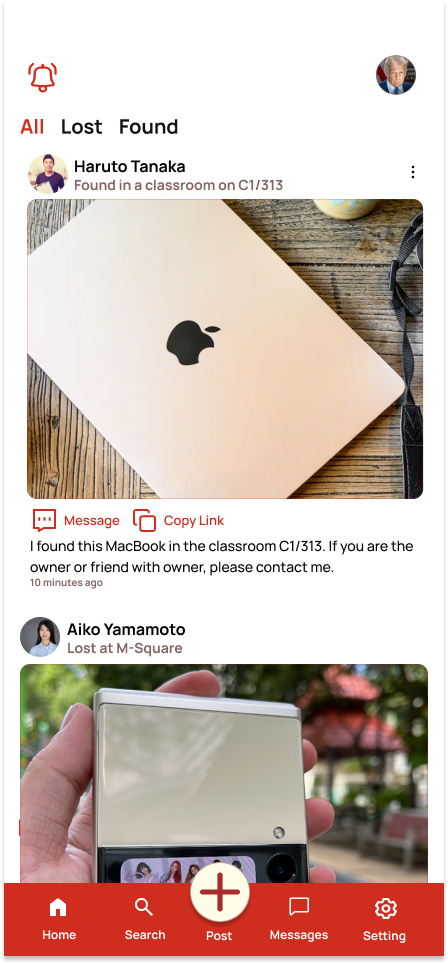 All Lost Found
Haruto Tanaka
Found in a classroom on C1/313
Message Copy Link
I found this MacBook in the classroom C1/313. If you are the
owner or friend with owner, please contact me.
10 minutes ago
Aiko Yamamoto
Lost at M-Square
Home Search Post Messages Setting